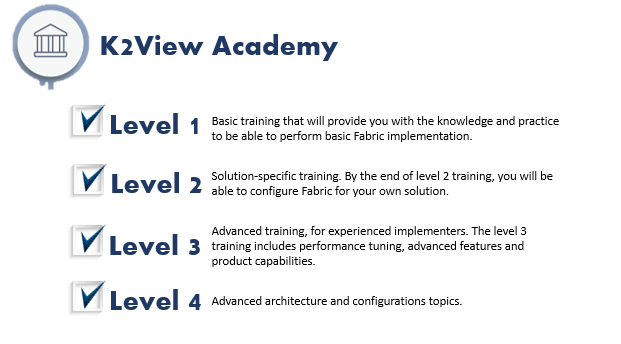 K2View Academy
Level 1
Basic training that will provide you with the knowledge and practice
to be able to perform basic Fabric implementation.
Level 2
Solution-specific training. By the end of level 2 training, you will be
able to configure Fabric for your own solution.
Level 3
Advanced training, for experienced implementers. The level 3
training includes performance tuning, advanced features and
product capabilities.
Level 4
Advanced architecture and configurations topics.